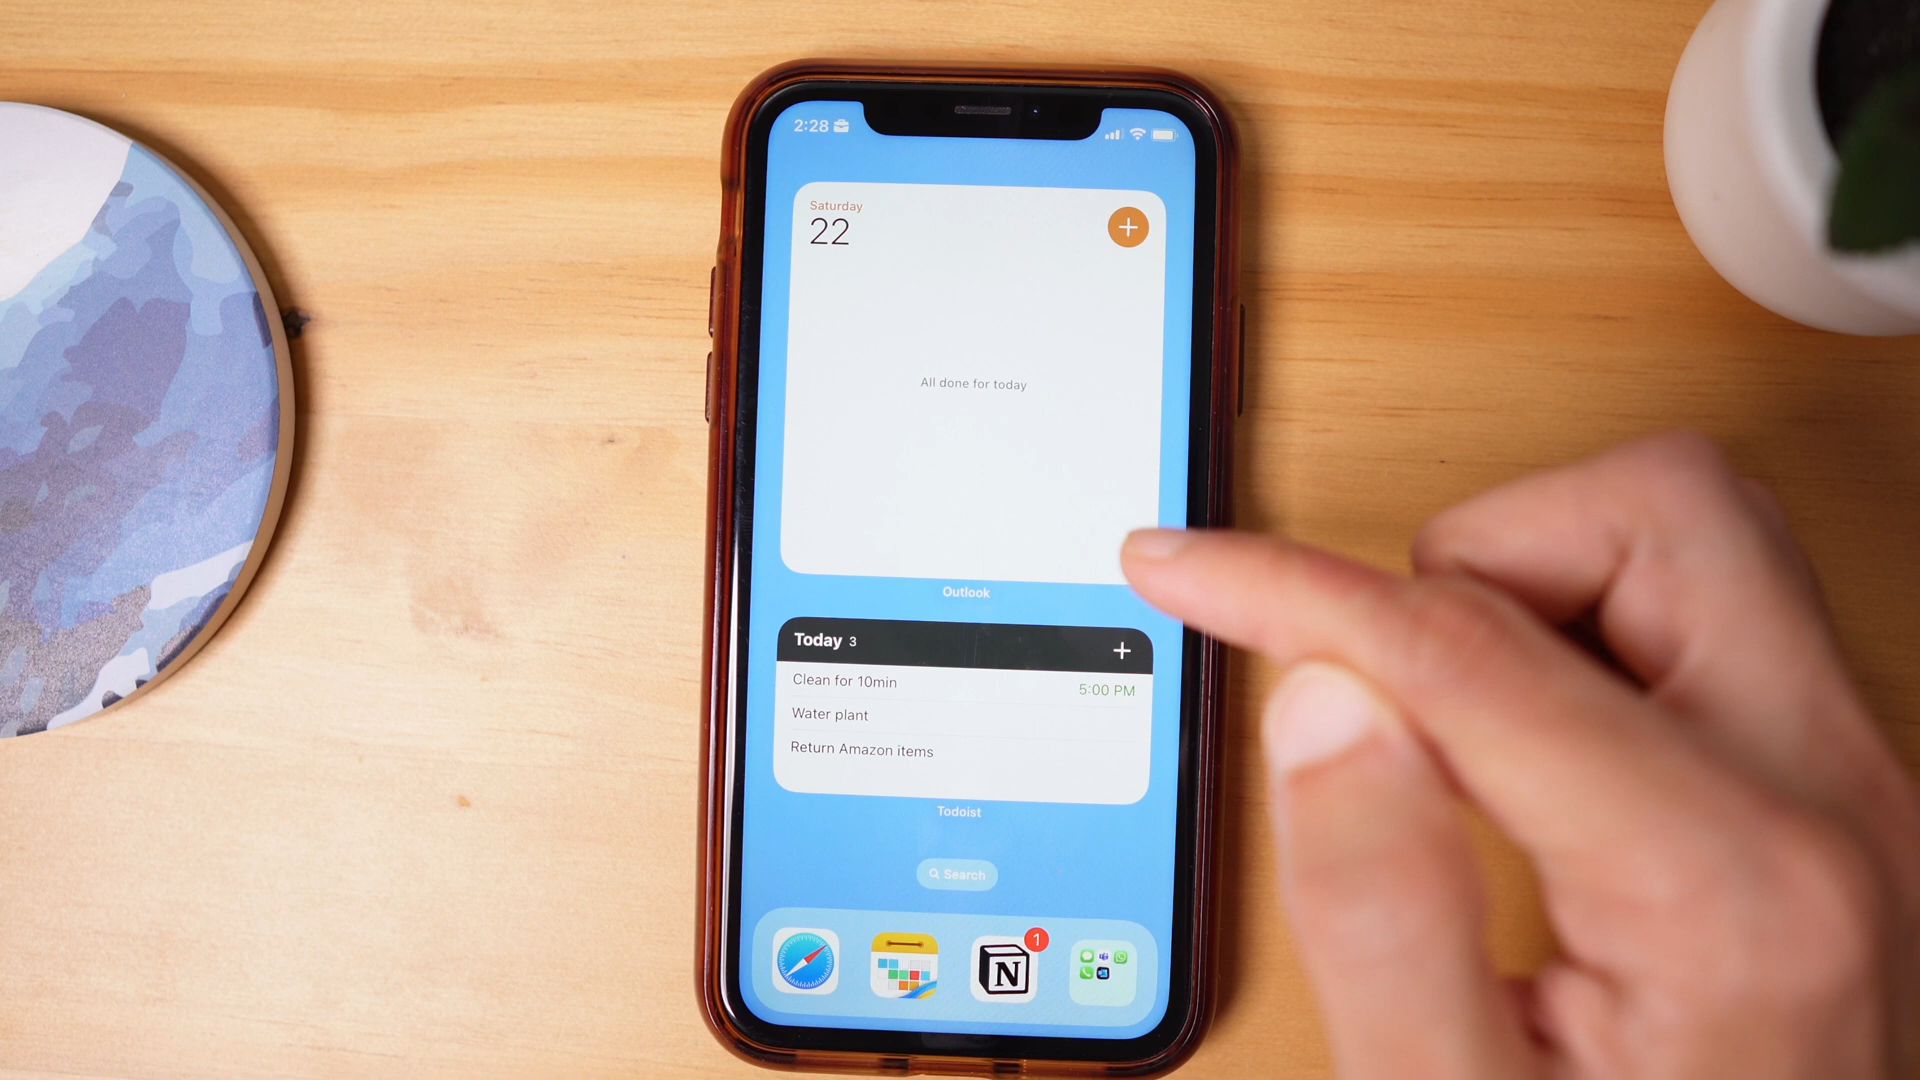 2:28
Saturday
22
All done for today
Outlook
Today 3
Clean for 10min
5:00 PM
Water plant
Return Amazon items
Todoist
Search
N
1